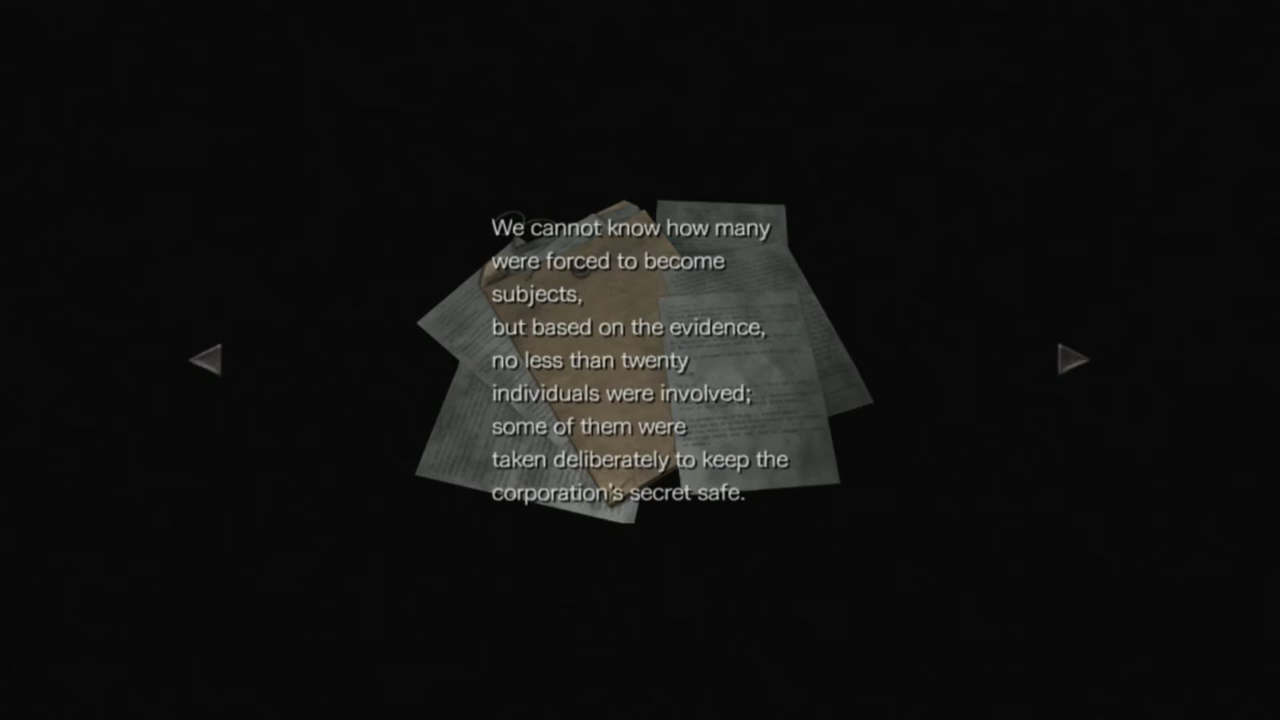 We cannot know how many
were forced to become
subjects,
but based on the evidence,
no less than twenty
individuals were involved;
some of them were
taken deliberately to keep the
corporation's secret safe.